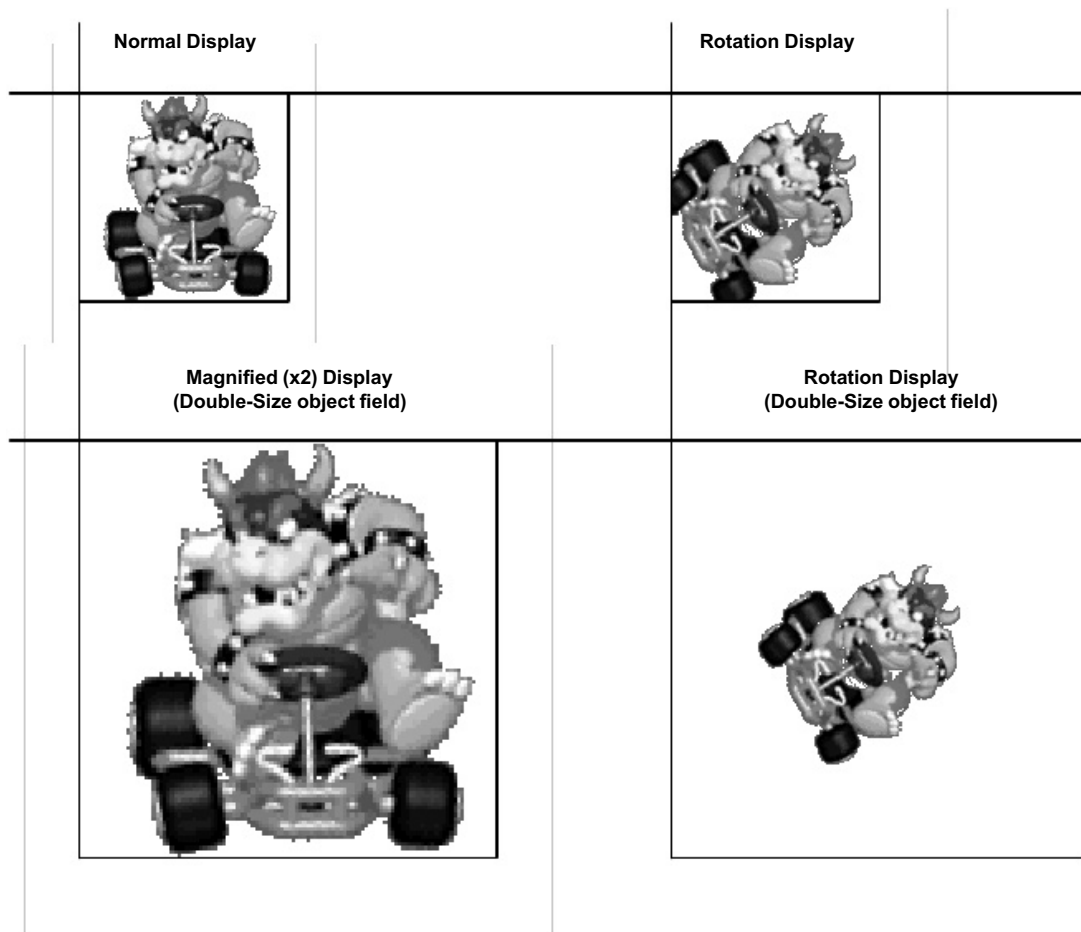 Normal Display
Rotation Display
Magnified (x2) Display
(Double-Size object field)
Rotation Display
(Double-Size object field)